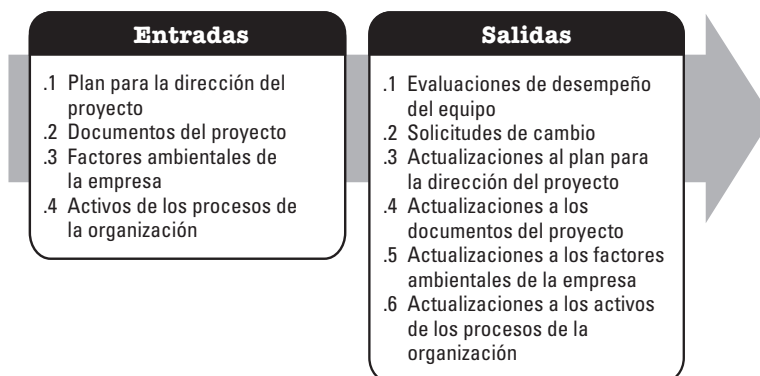 Entradas
.1 Plan para la dirección del
proyecto
.2 Documentos del proyecto
.3 Factores ambientales de
la empresa
.4 Activos de los procesos de
la organización
Salidas
.1 Evaluaciones de desempeño
del equipo
.2 Solicitudes de cambio
.3 Actualizaciones al plan para
la dirección del proyecto
.4 Actualizaciones a los
documentos del proyecto
.5 Actualizaciones a los factores
ambientales de la empresa
.6 Actualizaciones a los activos
de los procesos de la
organización